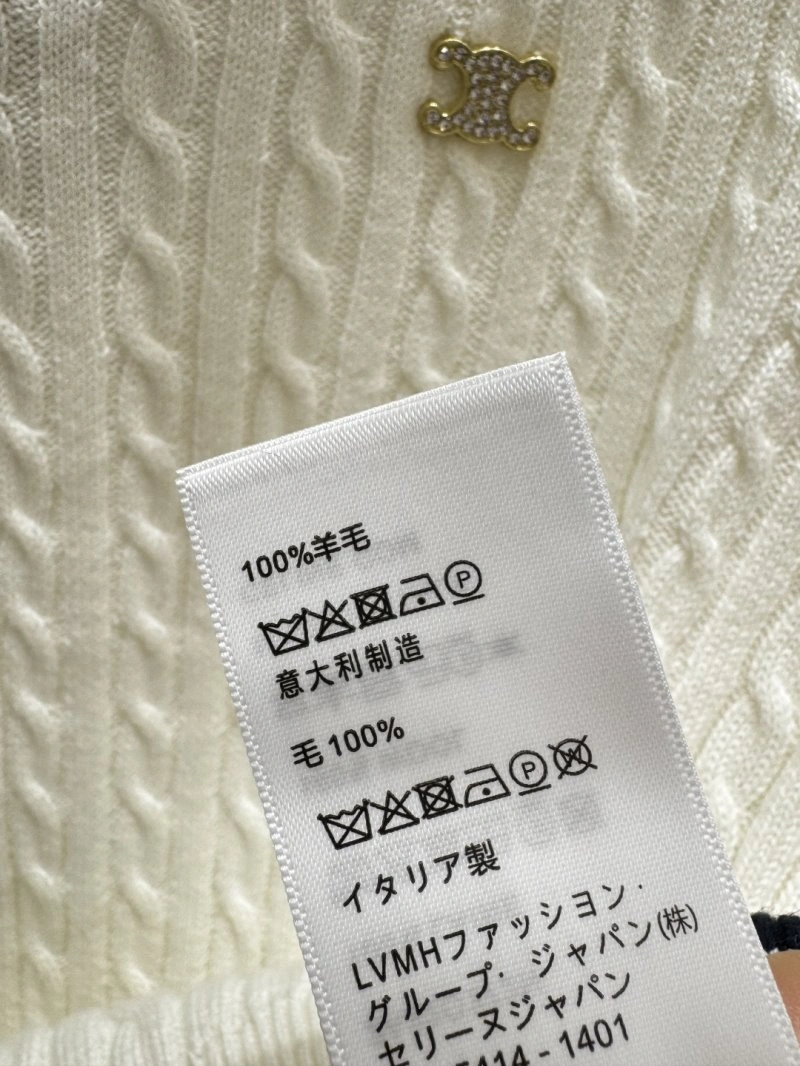 100%羊毛
P
意大利制造
毛 100%
P W
イタリア製
LVMHファッション・
グループ・ジャパン(株)
セリーヌジャパン
414 - 1401